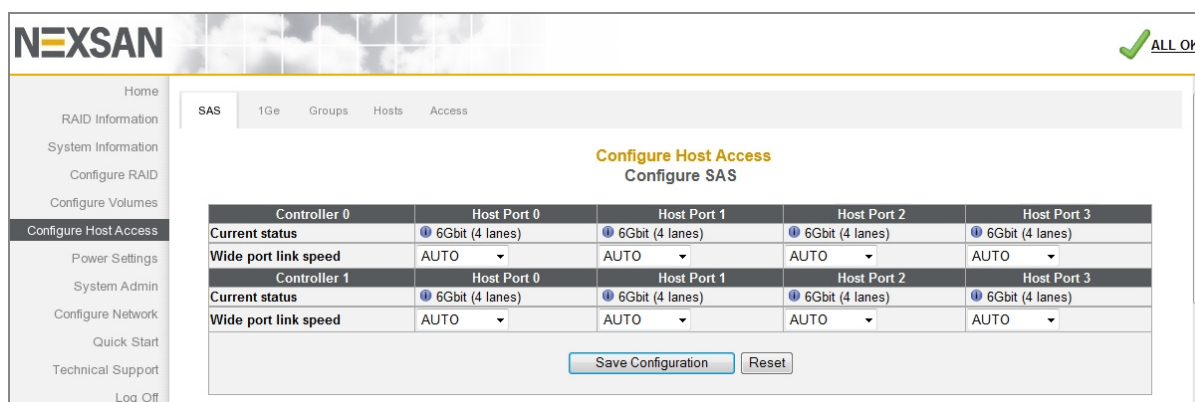 NEXSAN
ALL OK
Home
RAID Information
System Information
Configure RAID
Configure Volumes
Configure Host Access
Power Settings
System Admin
Configure Network
Quick Start
Technical Support
Log Off
SAS 1Ge Groups Hosts Access
Configure Host Access
Configure SAS
Controller 0 Host Port 0 Host Port 1 Host Port 2 Host Port 3
Current status 6Gbit (4 lanes) 6Gbit (4 lanes) 6Gbit (4 lanes) 6Gbit (4 lanes)
Wide port link speed AUTO AUTO AUTO AUTO
Controller 1 Host Port 0 Host Port 1 Host Port 2 Host Port 3
Current status 6Gbit (4 lanes) 6Gbit (4 lanes) 6Gbit (4 lanes) 6Gbit (4 lanes)
Wide port link speed AUTO AUTO AUTO AUTO
Save Configuration Reset